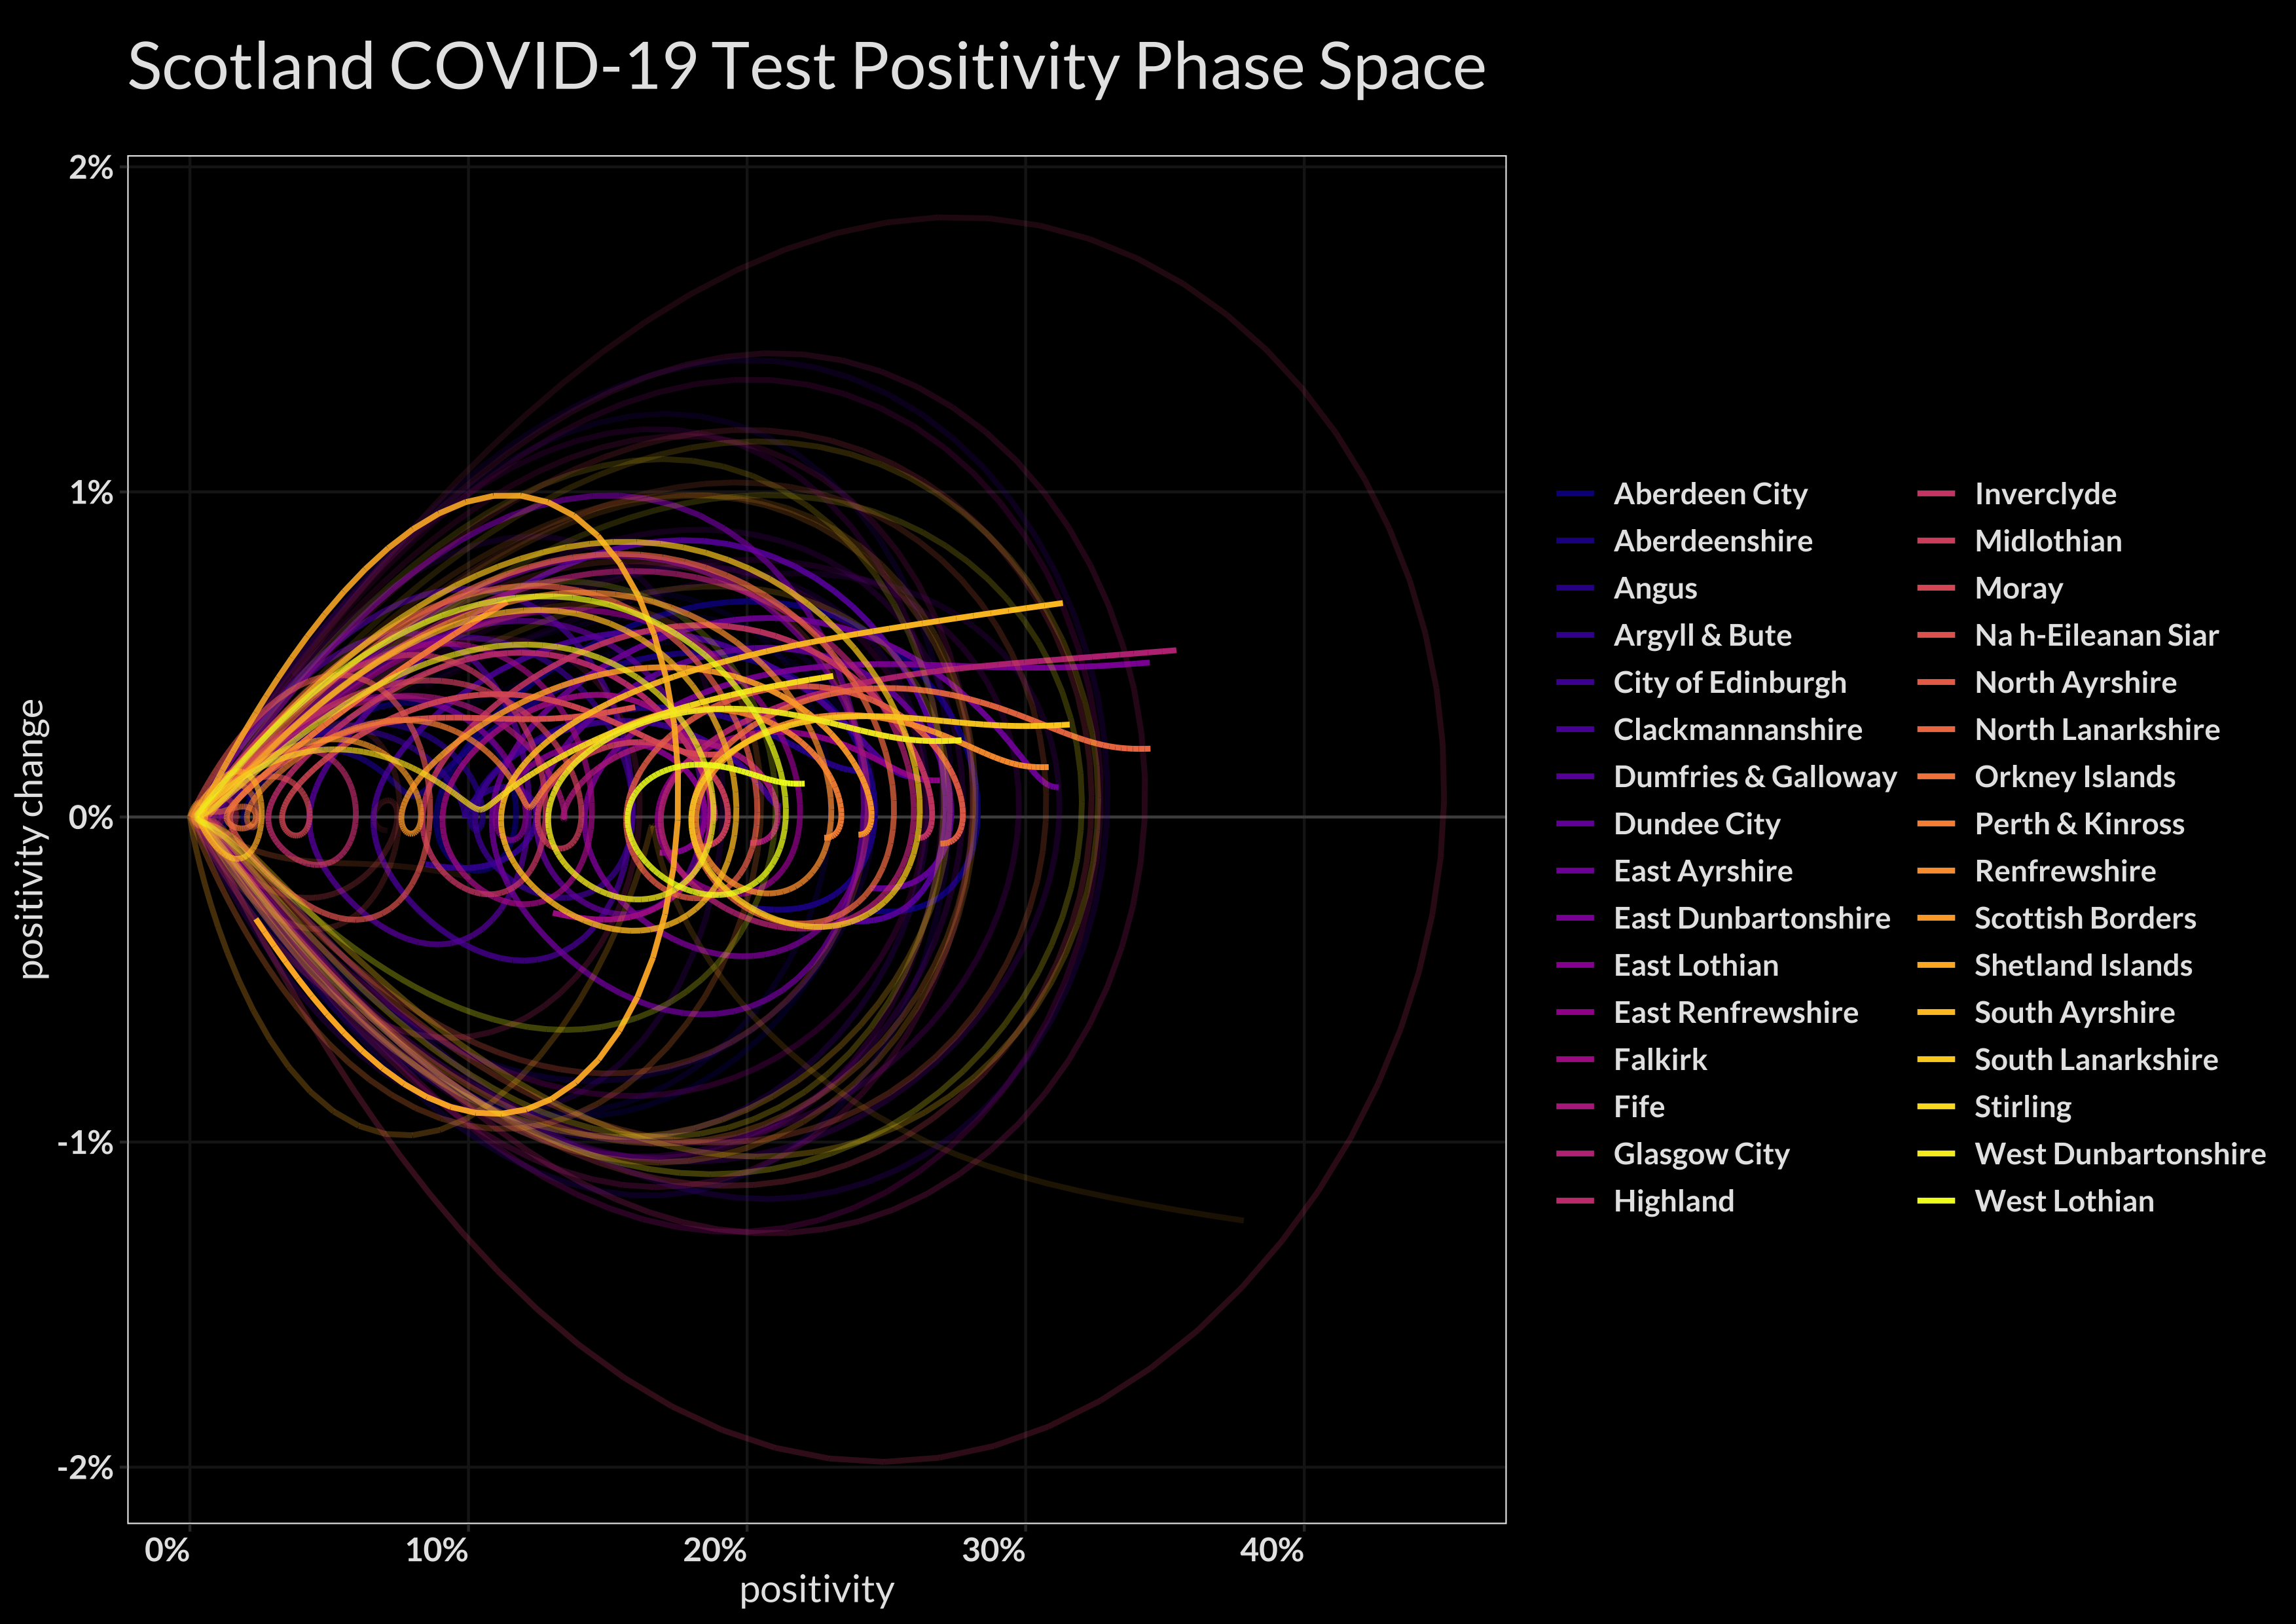 Scotland COVID-19 Test Positivity Phase Space
2%
1%
0%
-1%
-2%
positivity change
0%
10%
20%
30%
40%
positivity
Aberdeen City
Aberdeenshire
Angus
Argyll & Bute
City of Edinburgh
Clackmannanshire
Dumfries & Galloway
Dundee City
East Ayrshire
East Dunbartonshire
East Lothian
East Renfrewshire
Falkirk
Fife
Glasgow City
Highland
Inverclyde
Midlothian
Moray
Na h-Eileanan Siar
North Ayrshire
North Lanarkshire
Orkney Islands
Perth & Kinross
Renfrewshire
Scottish Borders
Shetland Islands
South Ayrshire
South Lanarkshire
Stirling
West Dunbartonshire
West Lothian